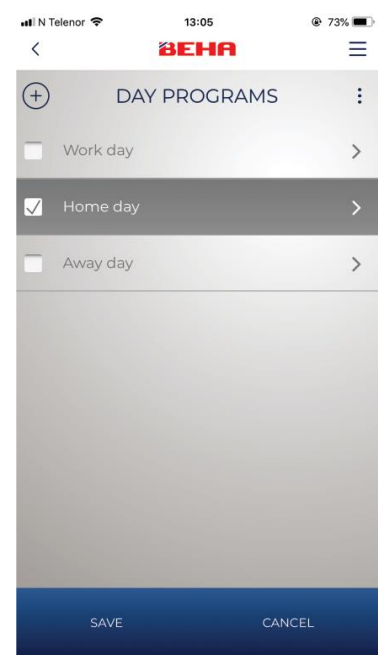 N Telenor 13:05 73%
BEHA
DAY PROGRAMS
Work day
Home day
Away day
SAVE CANCEL